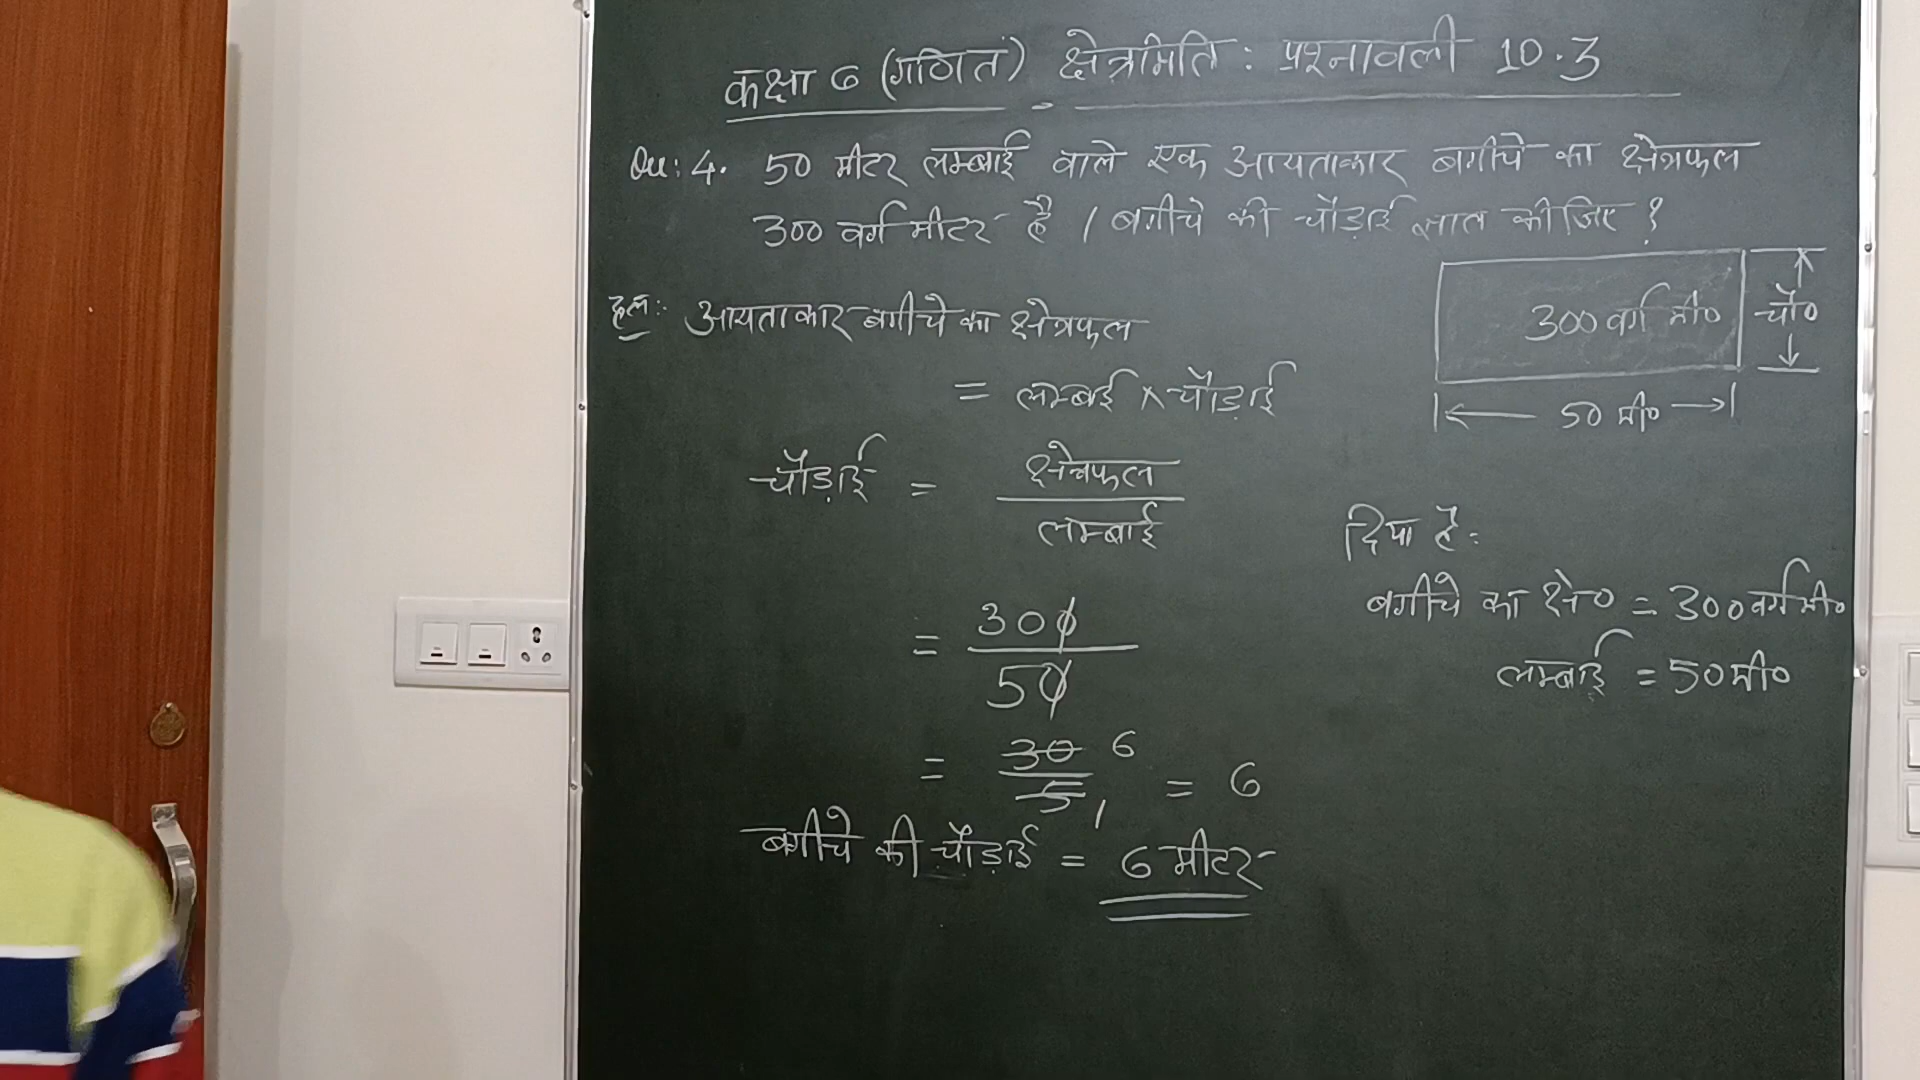 कक्षा 6 (गणित) क्षेत्रमिति : प्रश्नावली 10.3
Qu: 4. 50 मीटर लम्बाई वाले एक आयताकार बगीचे का क्षेत्रफल
300 वर्ग मीटर है / बगीचे की चौड़ाई ज्ञात कीजिए ?
हल:- आयताकार बगीचे का क्षेत्रफल
= लम्बाई × चौड़ाई
300 वर्ग मी०
चौ०
50 मी०
चौड़ाई = क्षेत्रफल / लम्बाई
= 300 / 50
= 30 / 5 6 1 = 6
बगीचे की चौड़ाई = 6 मीटर
दिया है:
बगीचे का क्षे० = 300 वर्ग मी०
लम्बाई = 50 मी०